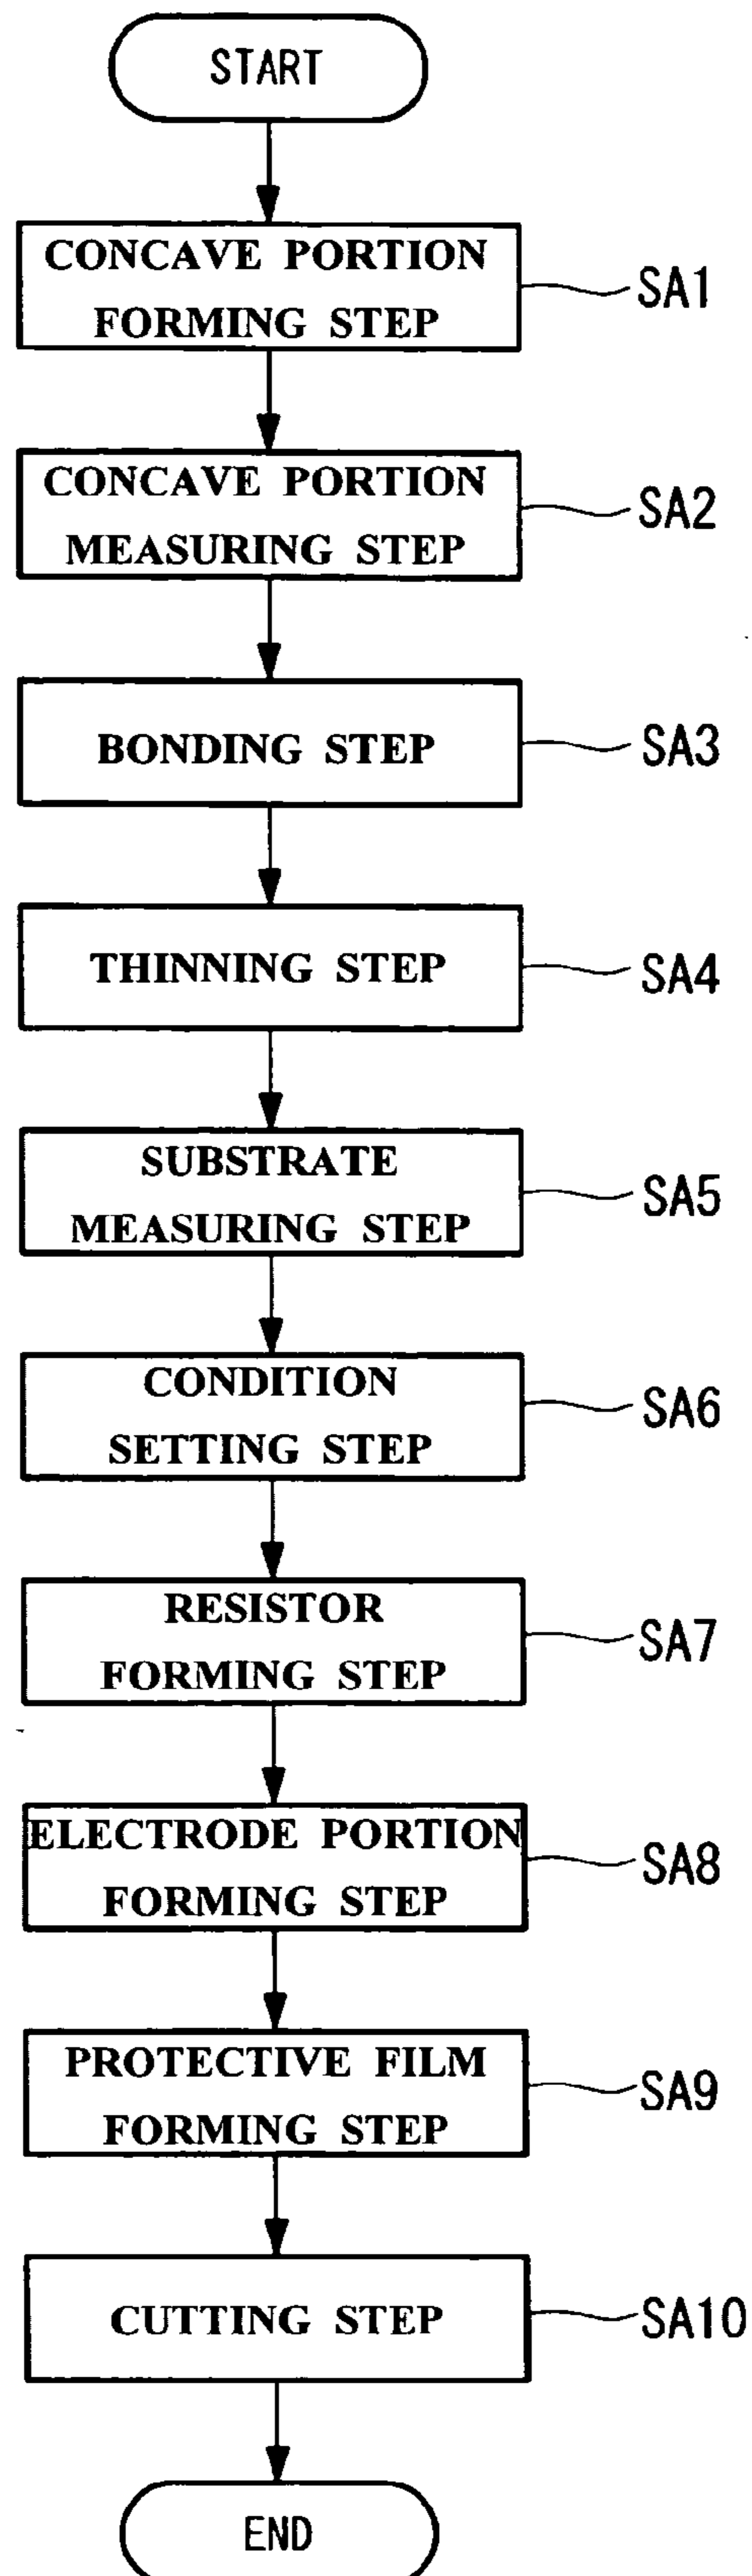 START
CONCAVE PORTION
FORMING STEP
SA1
CONCAVE PORTION
MEASURING STEP
SA2
BONDING STEP
SA3
THINNING STEP
SA4
SUBSTRATE
MEASURING STEP
SA5
CONDITION
SETTING STEP
SA6
RESISTOR
FORMING STEP
SA7
ELECTRODE PORTION
FORMING STEP
SA8
PROTECTIVE FILM
FORMING STEP
SA9
CUTTING STEP
SA10
END